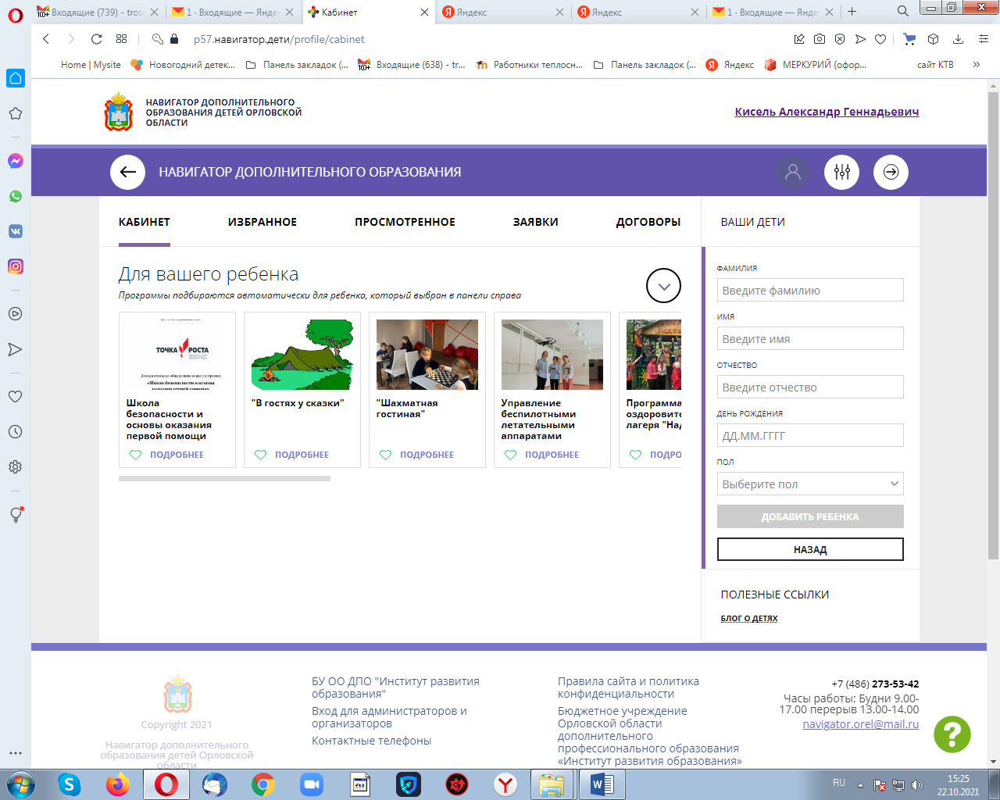 Входящие (739) - tros
1 · Входящие — Янде
Кабинет
Яндекс
Яндекс
1 · Входящие — Янде
p57.навигатор.дети/profile/cabinet
Home | Mysite
Новогодний детек...
Панель закладок (...
Входящие (638) - tr...
Работники теплосн...
Панель закладок (...
Яндекс
МЕРКУРИЙ (офор...
сайт КТВ
НАВИГАТОР ДОПОЛНИТЕЛЬНОГО
ОБРАЗОВАНИЯ ДЕТЕЙ ОРЛОВСКОЙ
ОБЛАСТИ
Кисель Александр Геннадьевич
НАВИГАТОР ДОПОЛНИТЕЛЬНОГО ОБРАЗОВАНИЯ
КАБИНЕТ
ИЗБРАННОЕ
ПРОСМОТРЕННОЕ
ЗАЯВКИ
ДОГОВОРЫ
ВАШИ ДЕТИ
Для вашего ребенка
Программы подбираются автоматически для ребенка, который выбран в панели справа
ТОЧКА РОСТА
Дополнительная общеразвивающая программа
«Школа безопасности и основы
Школа
безопасности и
основы оказания
первой помощи
ПОДРОБНЕЕ
"В гостях у сказки"
ПОДРОБНЕЕ
"Шахматная
гостиная"
ПОДРОБНЕЕ
Управление
беспилотными
летательными
аппаратами
ПОДРОБНЕЕ
Программа
оздоровите
лагеря "Над
ПОДРО
ФАМИЛИЯ
Введите фамилию
ИМЯ
Введите имя
ОТЧЕСТВО
Введите отчество
ДЕНЬ РОЖДЕНИЯ
ДД.ММ.ГГГГ
ПОЛ
Выберите пол
ДОБАВИТЬ РЕБЕНКА
НАЗАД
ПОЛЕЗНЫЕ ССЫЛКИ
БЛОГ О ДЕТЯХ
Copyright 2021
Навигатор дополнительного
образования детей Орловской
области
БУ ОО ДПО "Институт развития
образования"
Вход для администраторов и
организаторов
Контактные телефоны
Правила сайта и политика
конфиденциальности
Бюджетное учреждение
Орловской области
дополнительного
профессионального образования
«Институт развития образования»
+7 (486) 273-53-42
Часы работы: Будни 9.00-
17.00 перерыв 13.00-14.00
navigator.orel@mail.ru
RU
15:25
22.10.2021